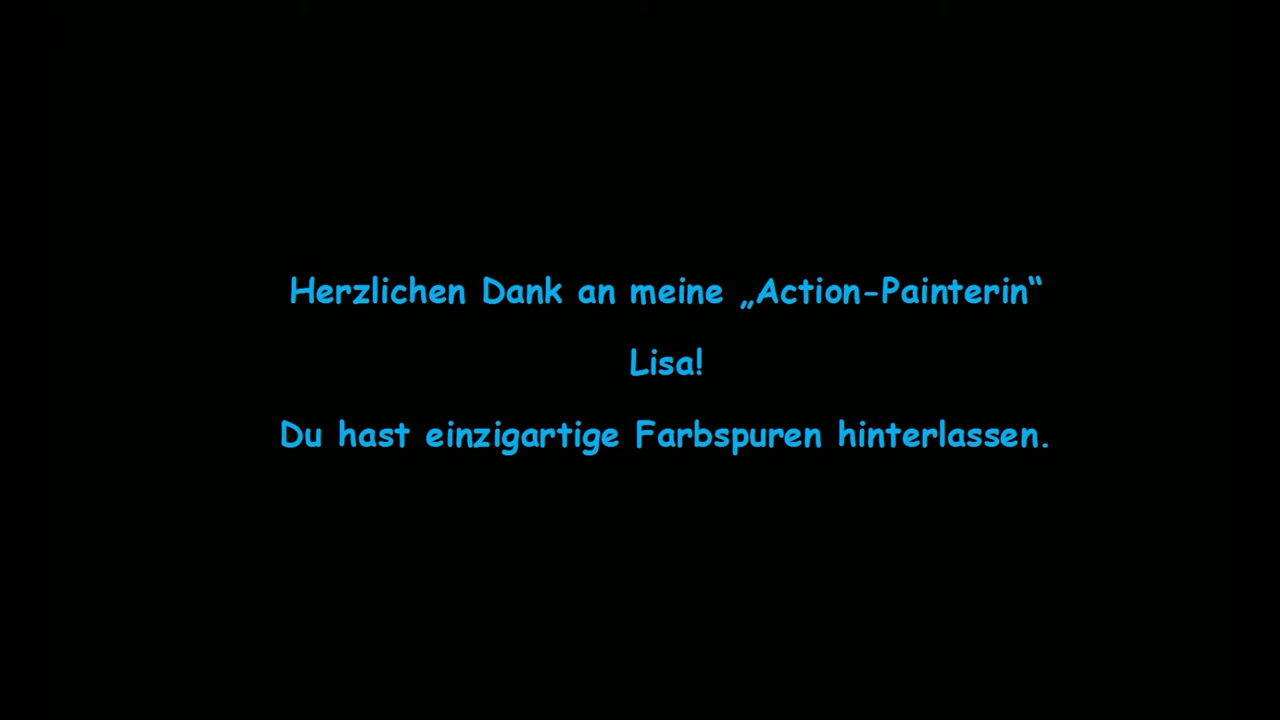 Herzlichen Dank an meine „Action-Painterin“
Lisa!
Du hast einzigartige Farbspuren hinterlassen.